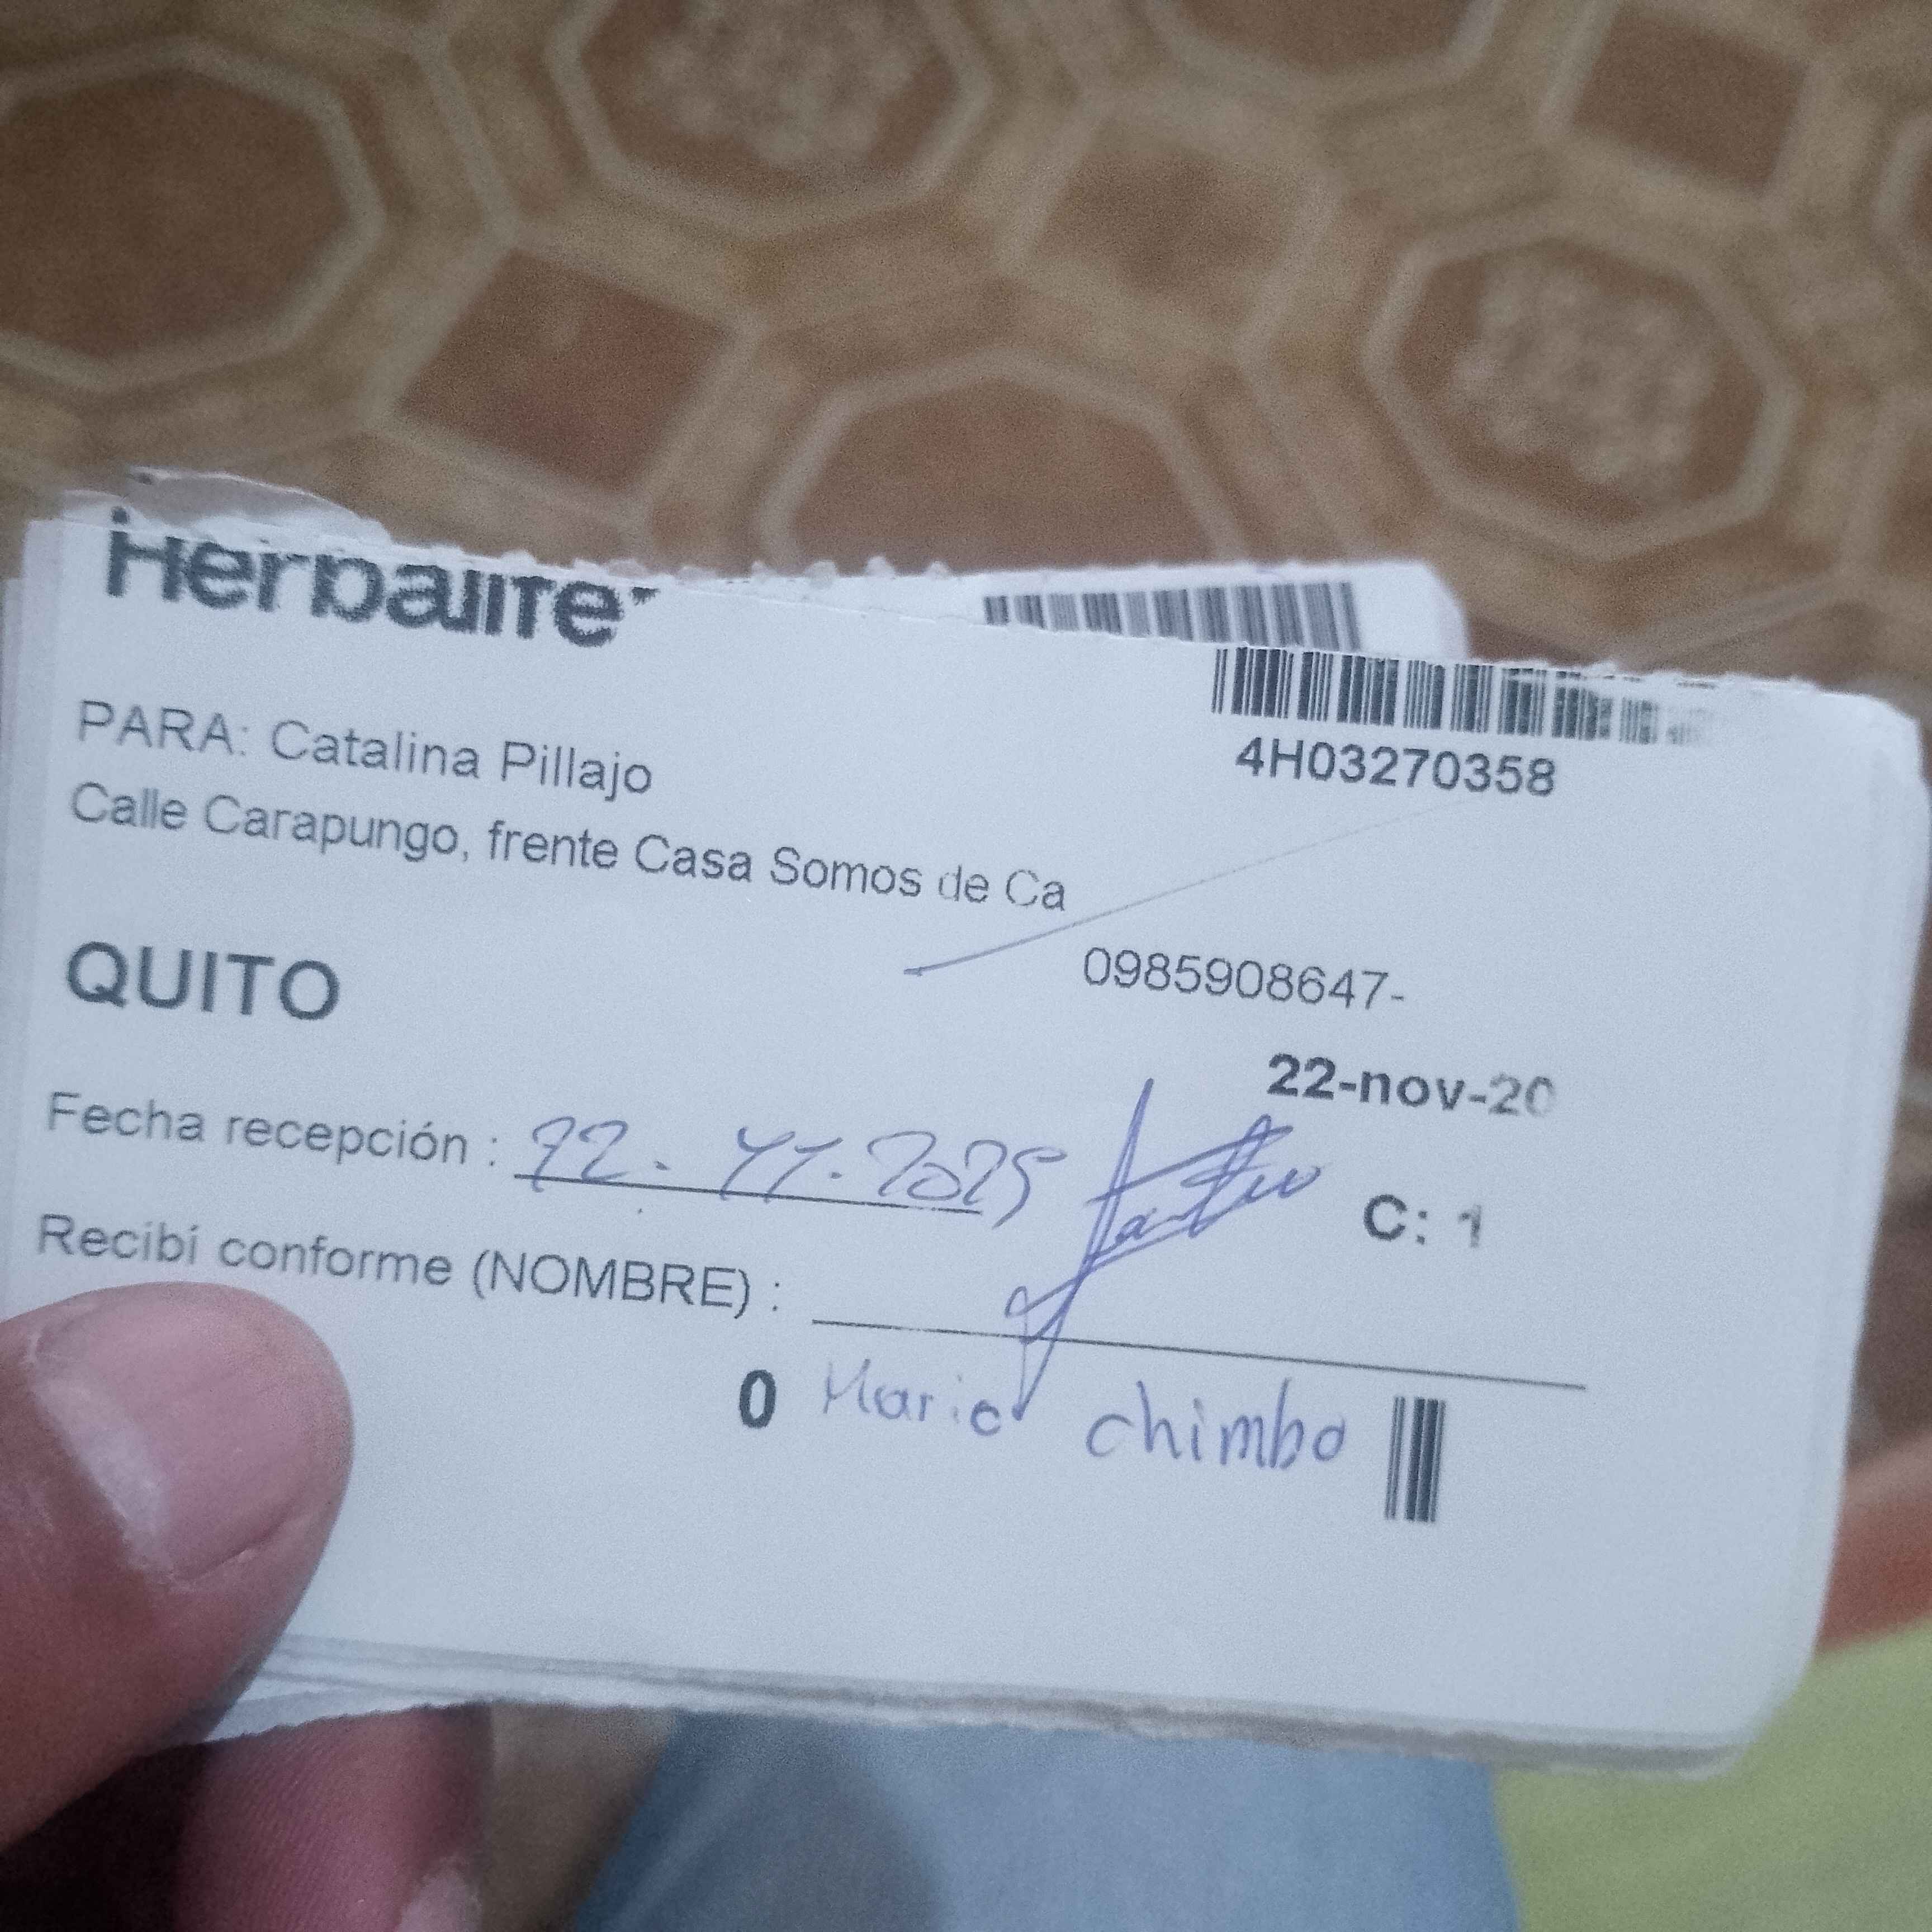 Herbalife
4H03270358
PARA: Catalina Pillajo
Calle Carapungo, frente Casa Somos de Ca
0985908647-
QUITO
22-nov-20
Fecha recepción : 22. 11. 2025
C: 1
Recibí conforme (NOMBRE) :
0 Mario chimbo